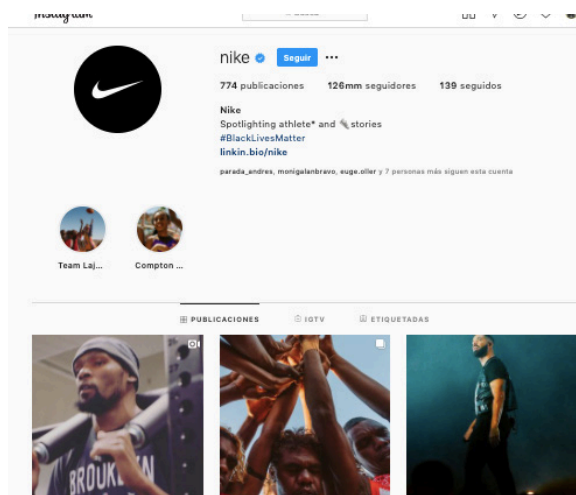 Instagram
nike Seguir ...
774 publicaciones 126mm seguidores 139 seguidos
Nike
Spotlighting athlete* and stories
#BlackLivesMatter
linkin.bio/nike
parada_andres, monigalanbravo, euge.oller y 7 personas más siguen esta cuenta
Team Laj... Compton ...
PUBLICACIONES IGTV ETIQUETADAS
BROOKLYN